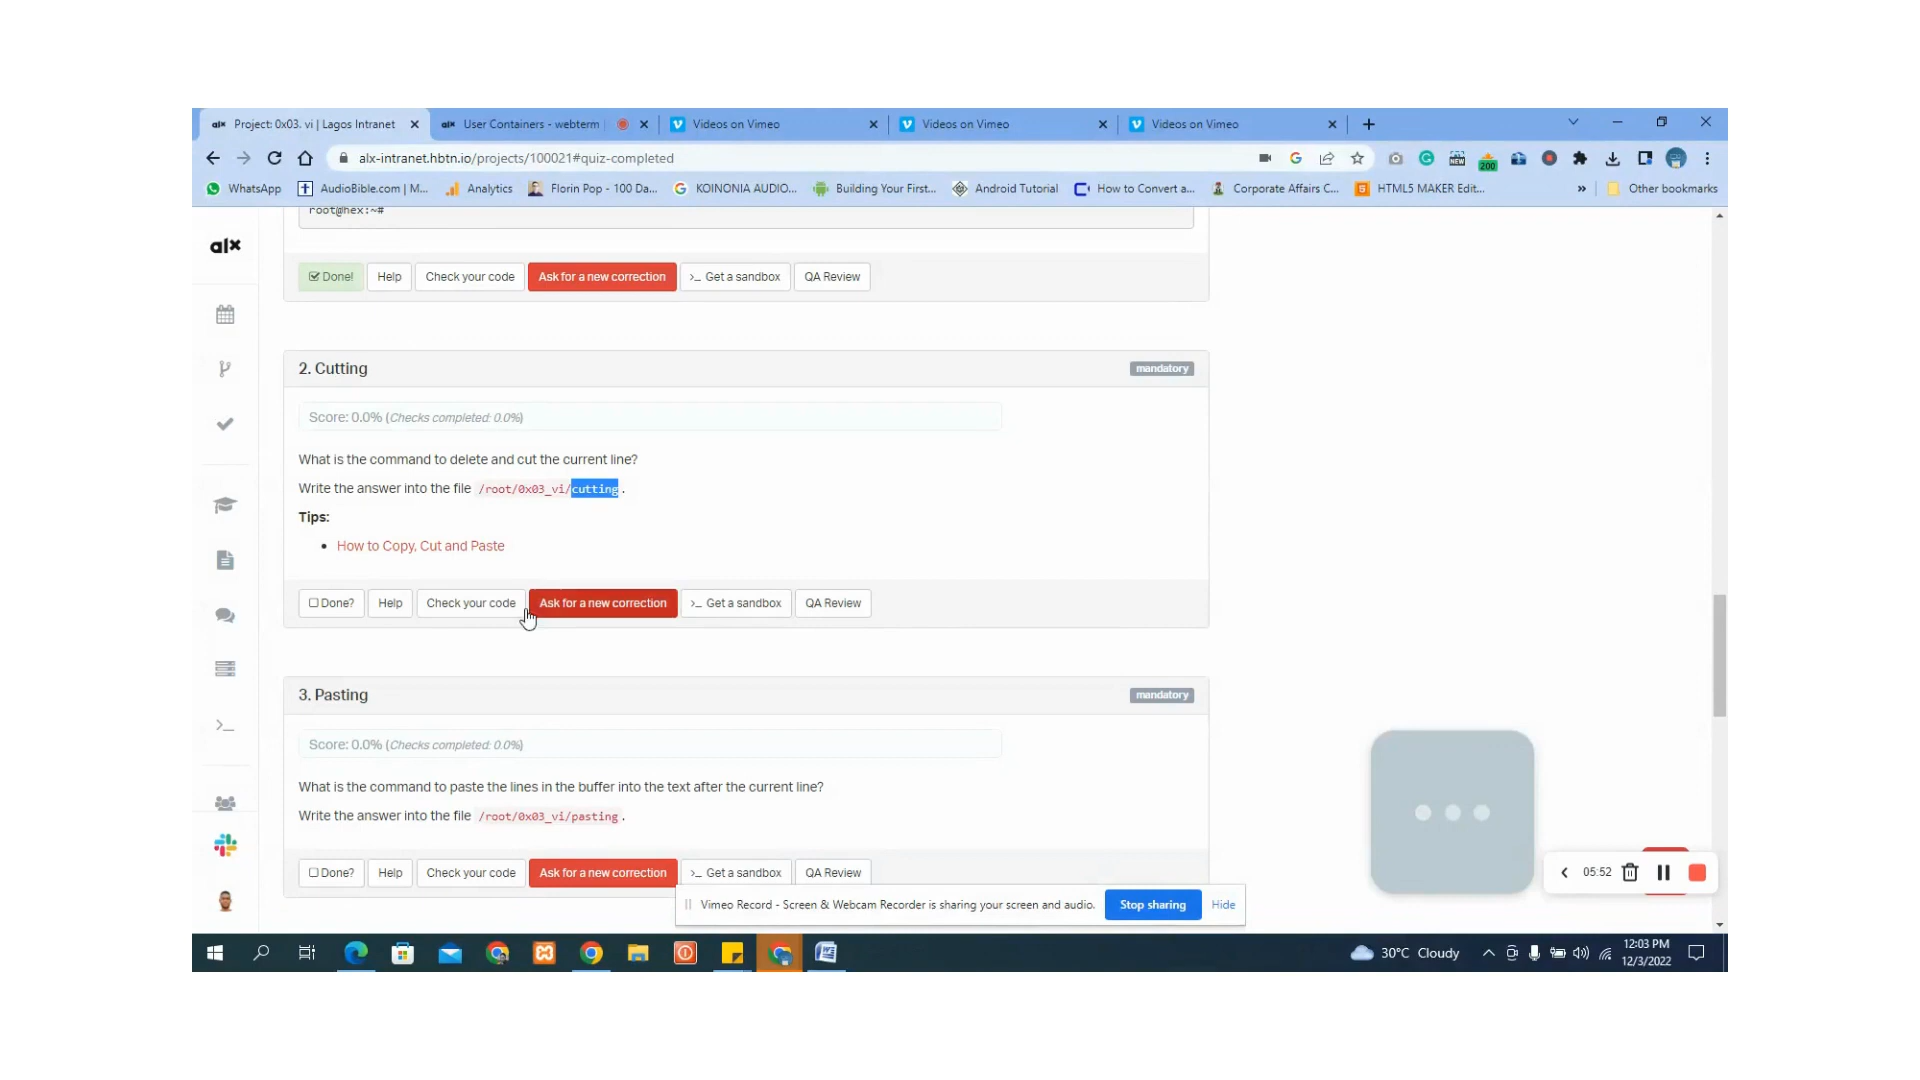 alx Project: 0x03. vi | Lagos Intranet
alx User Containers - webterm
Videos on Vimeo
Videos on Vimeo
Videos on Vimeo
alx-intranet.hbtn.io/projects/100021#quiz-completed
NEW
200
WhatsApp
AudioBible.com | M...
Analytics
Florin Pop - 100 Da...
KOINONIA AUDIO...
Building Your First...
Android Tutorial
How to Convert a...
Corporate Affairs C...
HTML5 MAKER Edit...
»
Other bookmarks
root@hex:~#
alx
Done!
Help
Check your code
Ask for a new correction
>_ Get a sandbox
QA Review
2. Cutting
mandatory
Score: 0.0% (Checks completed: 0.0%)
What is the command to delete and cut the current line?
Write the answer into the file /root/0x03_vi/cutting .
Tips:
• How to Copy, Cut and Paste
Done?
Help
Check your code
Ask for a new correction
>_ Get a sandbox
QA Review
3. Pasting
mandatory
Score: 0.0% (Checks completed: 0.0%)
What is the command to paste the lines in the buffer into the text after the current line?
Write the answer into the file /root/0x03_vi/pasting .
05:52
Done?
Help
Check your code
Ask for a new correction
>_ Get a sandbox
QA Review
Vimeo Record - Screen & Webcam Recorder is sharing your screen and audio.
Stop sharing
Hide
30°C Cloudy
12:03 PM
12/3/2022